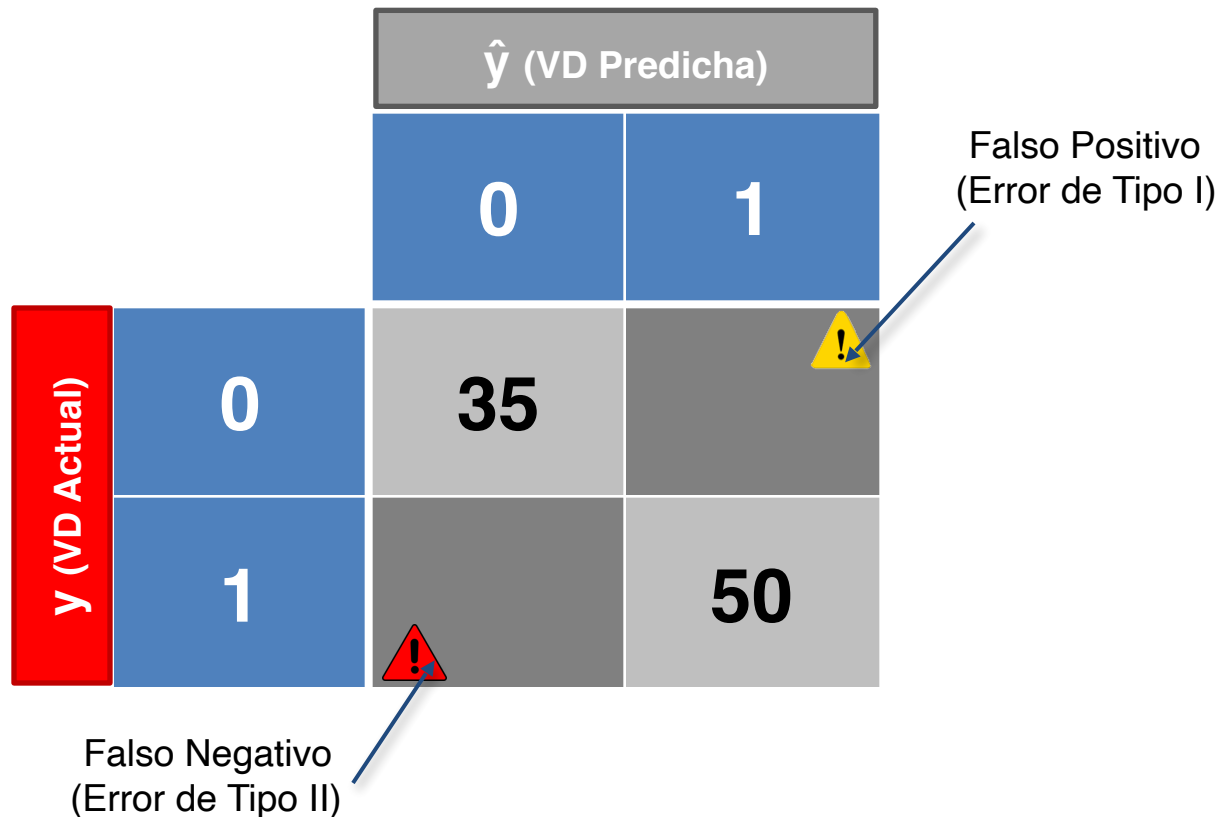 ŷ (VD Predicha)
0 1
Falso Positivo
(Error de Tipo I)
y (VD Actual)
0 35
!
1 50
!
Falso Negativo
(Error de Tipo II)